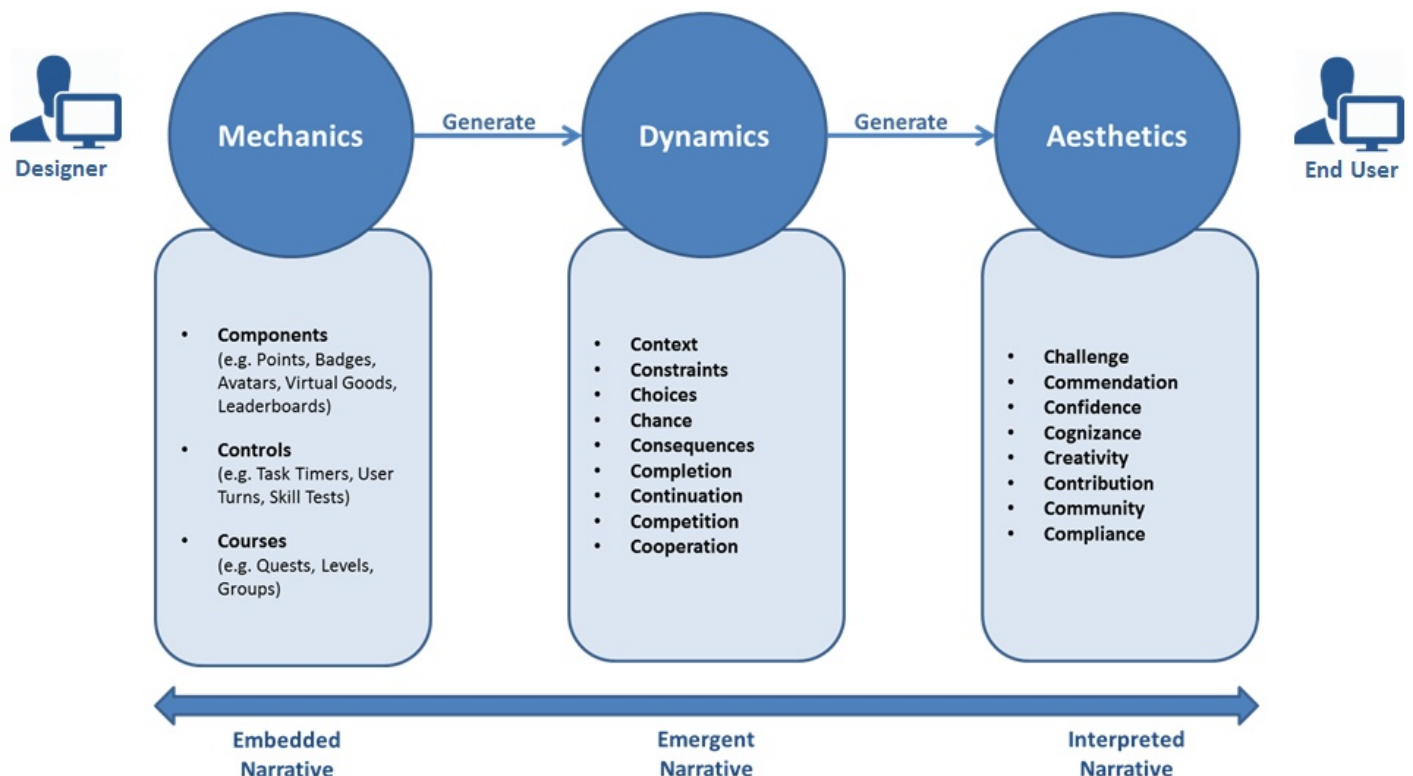 Designer
Mechanics
Generate
Dynamics
Generate
Aesthetics
End User
• Components
(e.g. Points, Badges,
Avatars, Virtual Goods,
Leaderboards)
• Controls
(e.g. Task Timers, User
Turns, Skill Tests)
• Courses
(e.g. Quests, Levels,
Groups)
• Context
• Constraints
• Choices
• Chance
• Consequences
• Completion
• Continuation
• Competition
• Cooperation
• Challenge
• Commendation
• Confidence
• Cognizance
• Creativity
• Contribution
• Community
• Compliance
Embedded
Narrative
Emergent
Narrative
Interpreted
Narrative